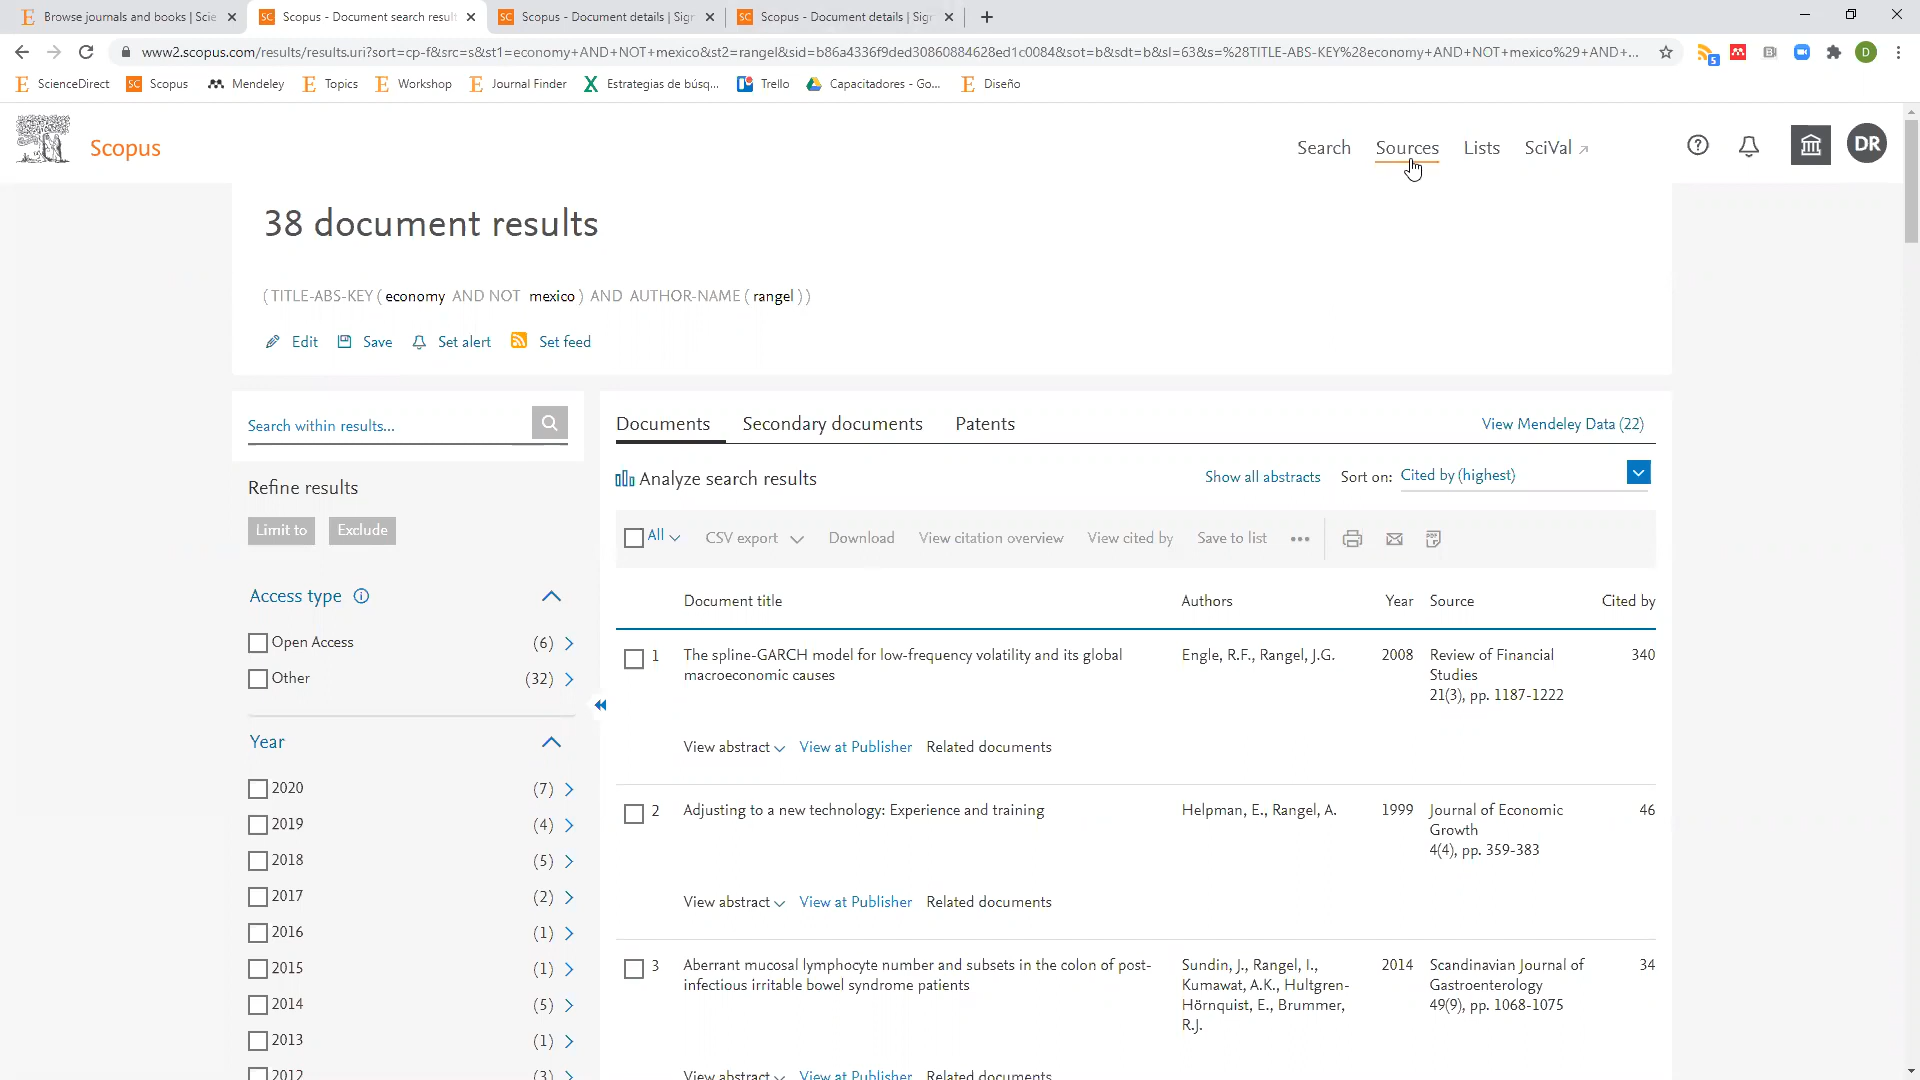 Browse journals and books | Scie
Scopus - Document search result
Scopus - Document details | Sign
Scopus - Document details | Sign
www2.scopus.com/results/results.uri?sort=cp-f&src=s&st1=economy+AND+NOT+mexico&st2=rangel&sid=b86a4336f9ded30860884628ed1c0084&sot=b&sdt=b&sl=63&s=%28TITLE-ABS-KEY%28economy+AND+NOT+mexico%29+AND+...
5
D
ScienceDirect
Scopus
Mendeley
Topics
Workshop
Journal Finder
Estrategias de búsq...
Trello
Capacitadores - Go...
Diseño
Scopus
Search
Sources
Lists
SciVal
DR
38 document results
( TITLE-ABS-KEY ( economy AND NOT mexico ) AND AUTHOR-NAME ( rangel ) )
Edit
Save
Set alert
Set feed
Search within results...
Refine results
Limit to
Exclude
Access type
Open Access (6)
Other (32)
Year
2020 (7)
2019 (4)
2018 (5)
2017 (2)
2016 (1)
2015 (1)
2014 (5)
2013 (1)
2012 (3)
Documents
Secondary documents
Patents
View Mendeley Data (22)
Analyze search results
Show all abstracts
Sort on: Cited by (highest)
All
CSV export
Download
View citation overview
View cited by
Save to list
Document title
Authors
Year
Source
Cited by
1
The spline-GARCH model for low-frequency volatility and its global
macroeconomic causes
Engle, R.F., Rangel, J.G.
2008
Review of Financial
Studies
21(3), pp. 1187-1222
340
View abstract
View at Publisher
Related documents
2
Adjusting to a new technology: Experience and training
Helpman, E., Rangel, A.
1999
Journal of Economic
Growth
4(4), pp. 359-383
46
View abstract
View at Publisher
Related documents
3
Aberrant mucosal lymphocyte number and subsets in the colon of post-
infectious irritable bowel syndrome patients
Sundin, J., Rangel, I.,
Kumawat, A.K., Hultgren-
Hörnquist, E., Brummer,
R.J.
2014
Scandinavian Journal of
Gastroenterology
49(9), pp. 1068-1075
34
View abstract
View at Publisher
Related documents